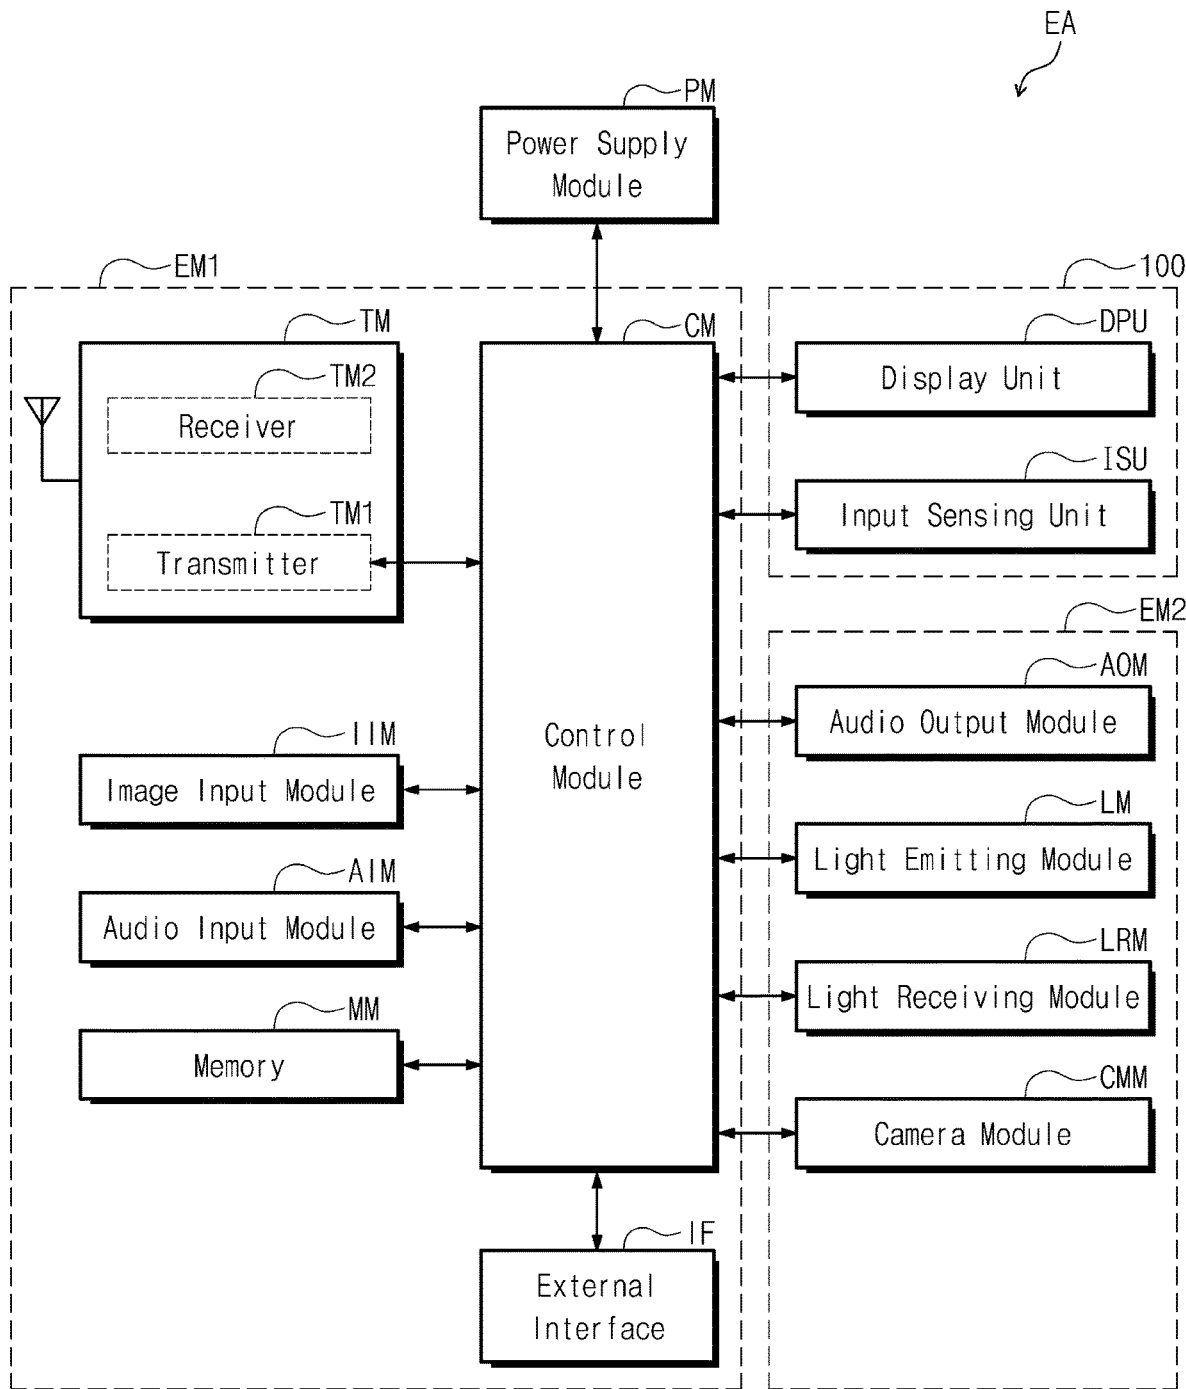 EA
PM
Power Supply
Module
EM1
100
TM
CM
DPU
TM2
Display Unit
Receiver
ISU
TM1
Input Sensing Unit
Transmitter
EM2
AOM
Audio Output Module
IIM
Control
Module
Image Input Module
LM
Light Emitting Module
AIM
Audio Input Module
LRM
Light Receiving Module
MM
Memory
CMM
Camera Module
IF
External
Interface